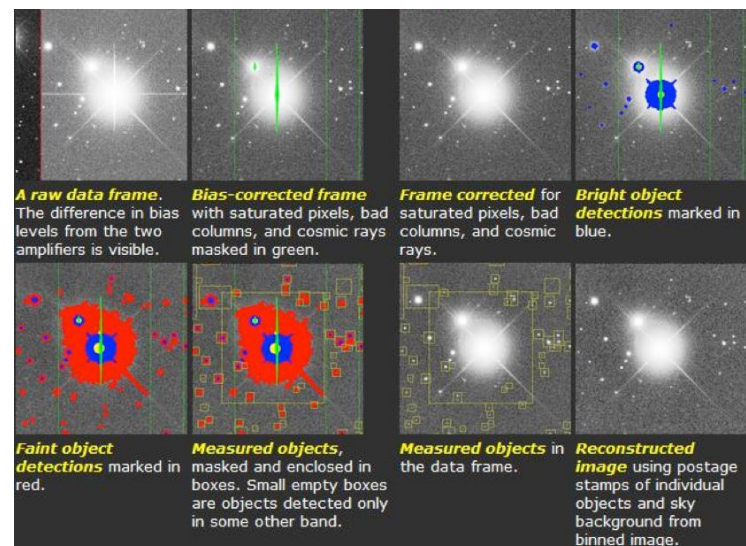 A raw data frame.
The difference in bias
levels from the two
amplifiers is visible.
Bias-corrected frame
with saturated pixels, bad
columns, and cosmic rays
masked in green.
Frame corrected for
saturated pixels, bad
columns, and cosmic
rays.
Bright object
detections marked in
blue.
Faint object
detections marked in
red.
Measured objects,
masked and enclosed in
boxes. Small empty boxes
are objects detected only
in some other band.
Measured objects in
the data frame.
Reconstructed
image using postage
stamps of individual
objects and sky
background from
binned image.